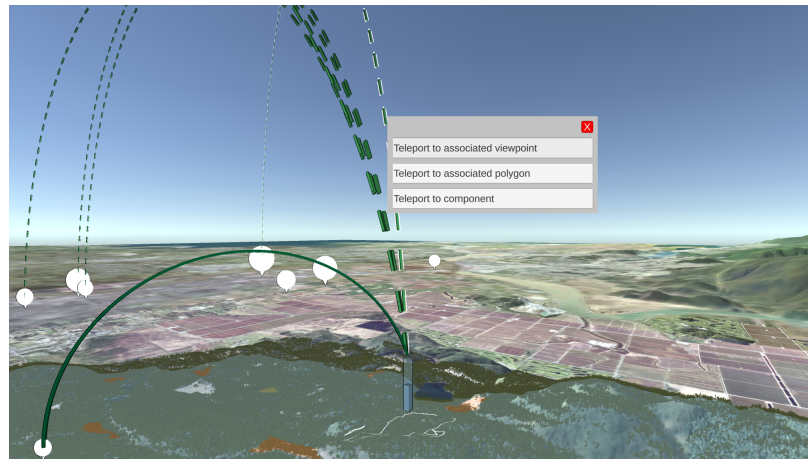 X
Teleport to associated viewpoint
Teleport to associated polygon
Teleport to component